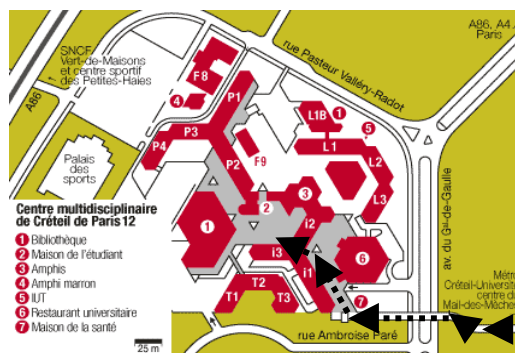 SNCF
Vert-de-Maisons
et centre sportif
des Petites-Haies
A86
rue Pasteur Valléry-Radot
A86, A4
Paris
F8
4
P1
P3
P4
P2
F9
L1B
1
5
L1
L2
L3
Palais
des
sports
av. du Gal-de-Gaulle
Centre multidisciplinaire
de Créteil de Paris 12
1 Bibliothèque
2 Maison de l'étudiant
3 Amphis
4 Amphi marron
5 IUT
6 Restaurant universitaire
7 Maison de la santé
1
2
3
i2
i3
i1
6
7
T1
T2
T3
Métro
Créteil-Université
centre du
Mail-des-Mèches
rue Ambroise Paré
25 m